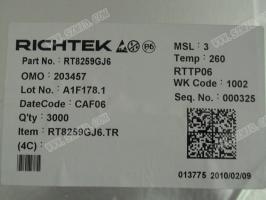 RICHTEK Pb MSL : 3
Part No. : RT8259GJ6 Temp : 260
OMO : 203457 RTTP06
Lot No. : A1F178.1 WK Code : 1002
DateCode : CAF06 Seq. No. : 000325
Q'ty : 3000
Item : RT8259GJ6.TR
(4C) :
013775 2010/02/09